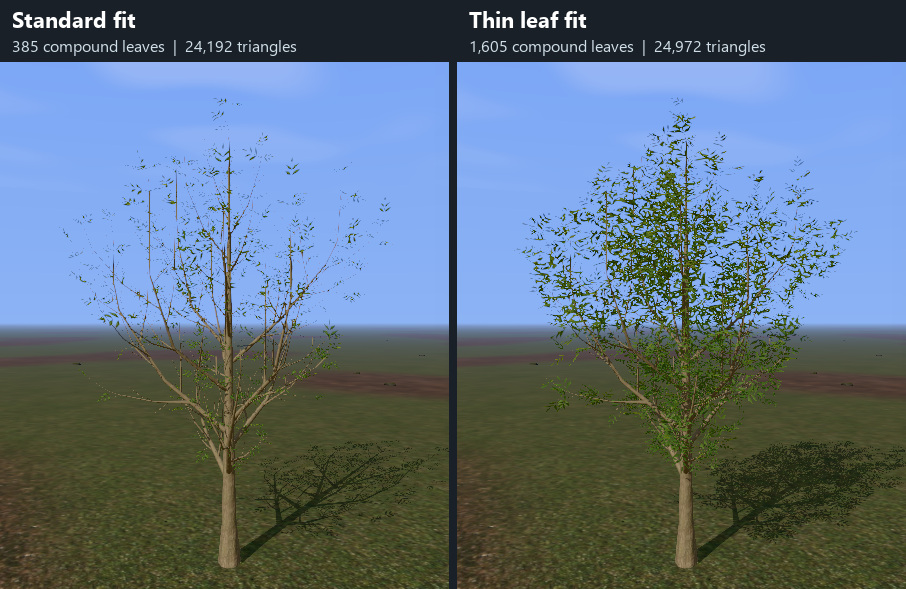 Standard fit
385 compound leaves | 24,192 triangles
Thin leaf fit
1,605 compound leaves | 24,972 triangles